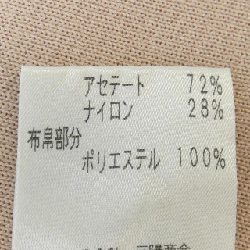 アセテート 72%
ナイロン 28%
布帛部分
ポリエステル 100%